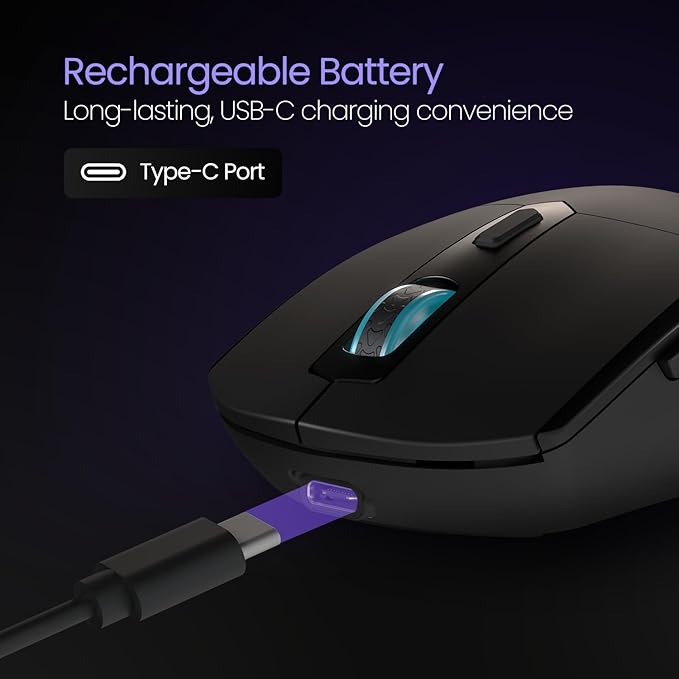 Rechargeable Battery
Long-lasting, USB-C charging convenience
Type-C Port